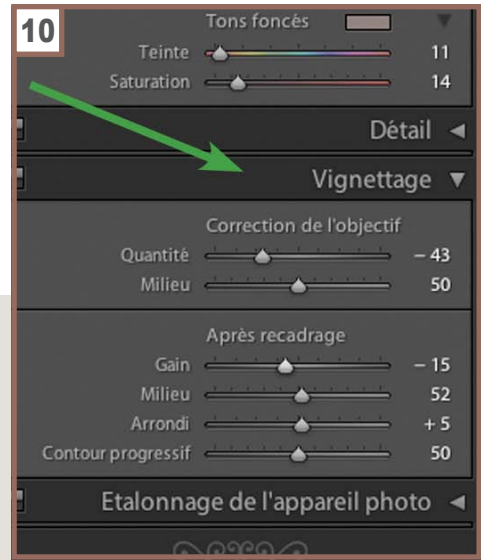 10
Tons foncés
Teinte 11
Saturation 14
Détail
Vignettage
Correction de l'objectif
Quantité – 43
Milieu 50
Après recadrage
Gain – 15
Milieu 52
Arrondi + 5
Contour progressif 50
Etalonnage de l'appareil photo